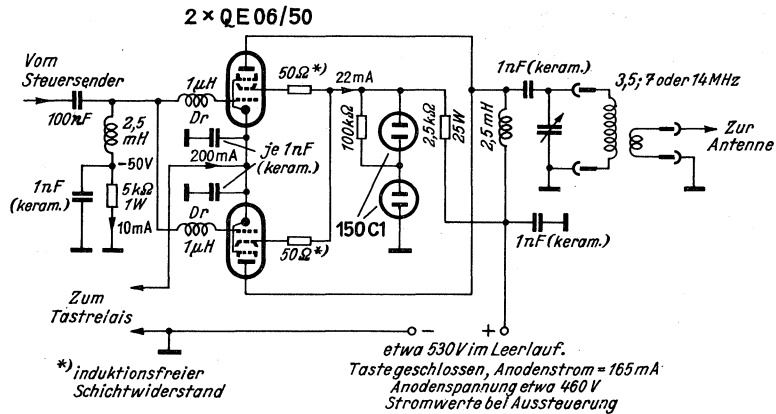 2 × QE 06/50
Vom
Steuersender
100nF
2,5
mH
-50V
1nF
(keram.)
5kΩ
1W
10mA
1µH
Dr
50Ω*)
22mA
je 1nF
(keram.)
200mA
Dr
1µH
50Ω*)
100kΩ
150C1
2,5kΩ
25W
2,5mH
1nF(keram.)
3,5; 7 oder 14 MHz
Zur
Antenne
1nF(keram.)
Zum
Tastrelais
*) induktionsfreier
Schichtwiderstand
− +
etwa 530V im Leerlauf.
Taste geschlossen, Anodenstrom = 165mA
Anodenspannung etwa 460V
Stromwerte bei Aussteuerung